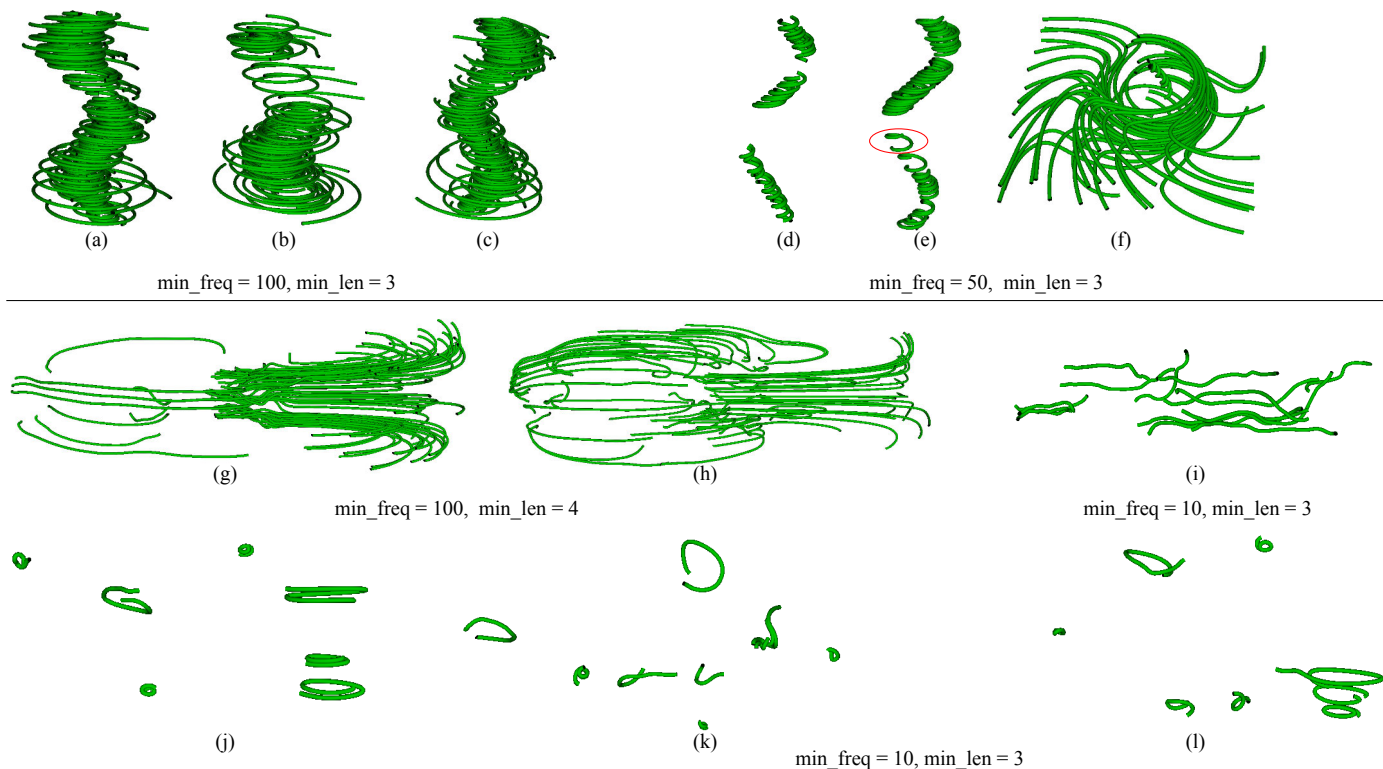 (a) (b) (c) (d) (e) (f)
min_freq = 100, min_len = 3 min_freq = 50, min_len = 3
(g) (h) (i)
min_freq = 100, min_len = 4 min_freq = 10, min_len = 3
(j) (k) (l)
min_freq = 10, min_len = 3